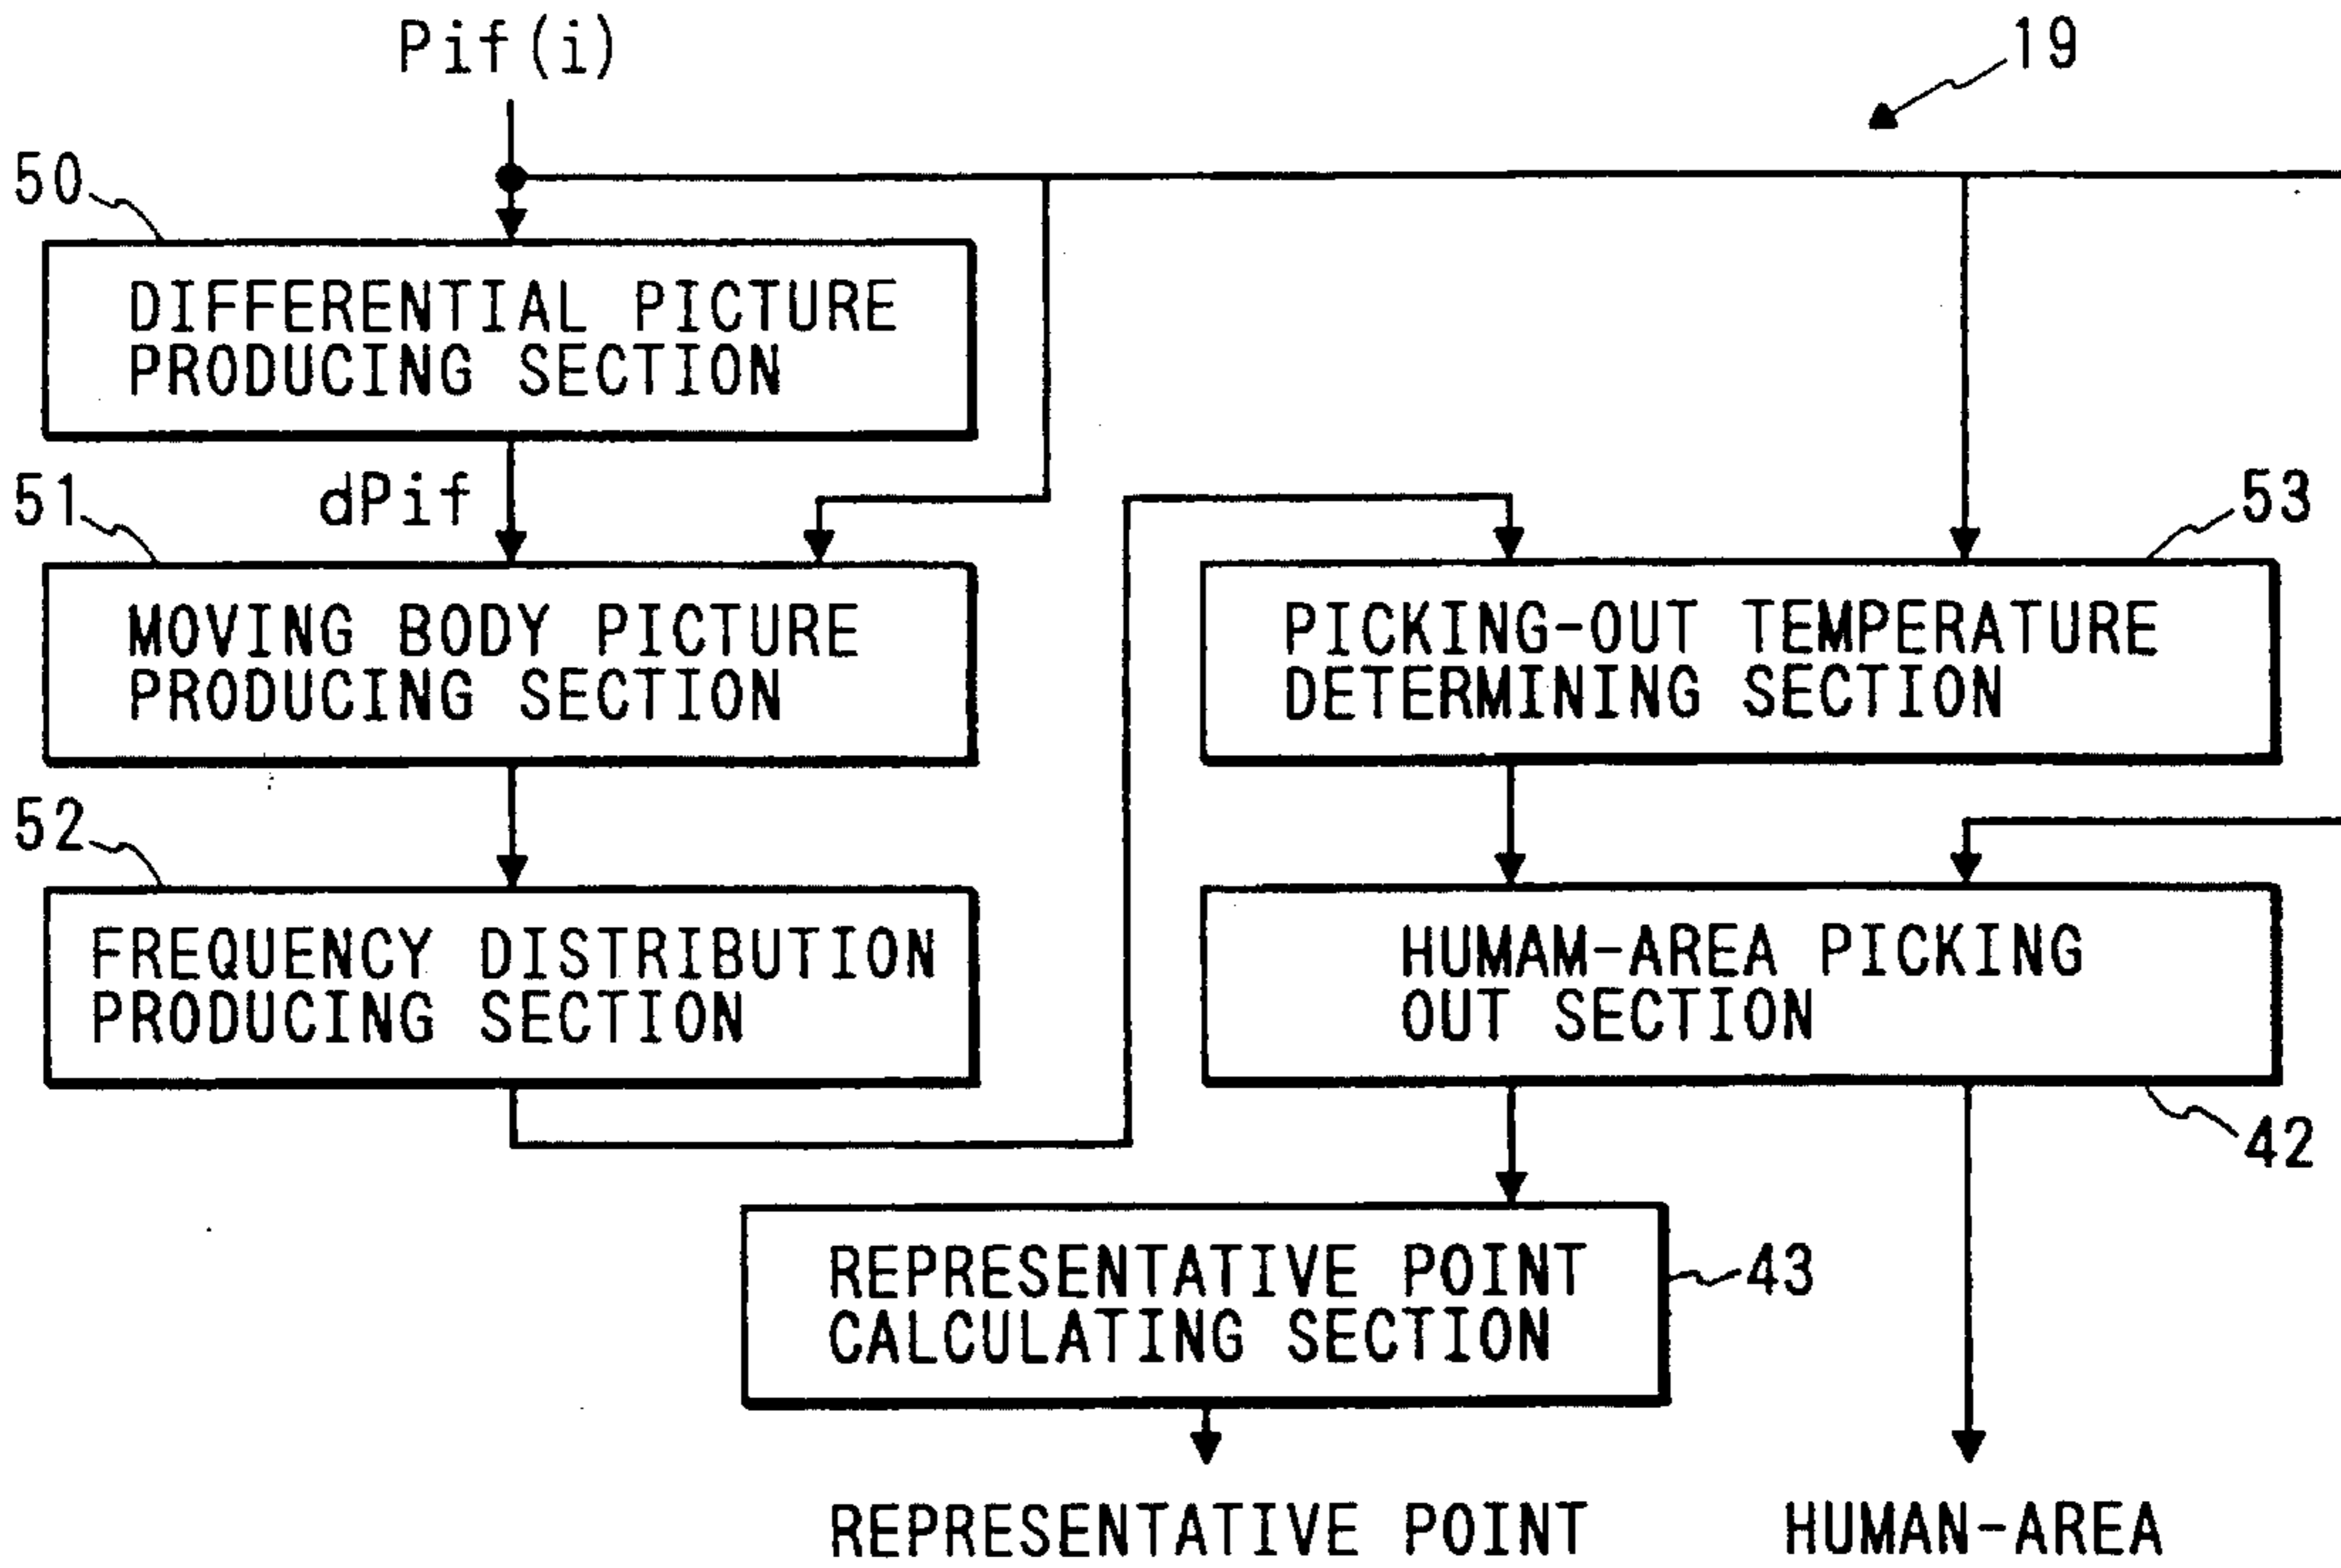 Pif(i)
19
50
DIFFERENTIAL PICTURE
PRODUCING SECTION
51
dPif
53
MOVING BODY PICTURE
PRODUCING SECTION
PICKING-OUT TEMPERATURE
DETERMINING SECTION
52
FREQUENCY DISTRIBUTION
PRODUCING SECTION
HUMAM-AREA PICKING
OUT SECTION
42
REPRESENTATIVE POINT
CALCULATING SECTION
43
REPRESENTATIVE POINT
HUMAN-AREA